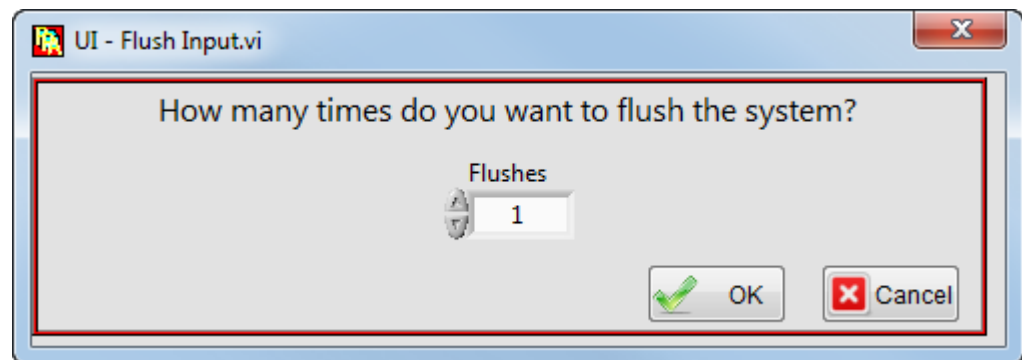 UI - Flush Input.vi
How many times do you want to flush the system?
Flushes
1
OK
Cancel